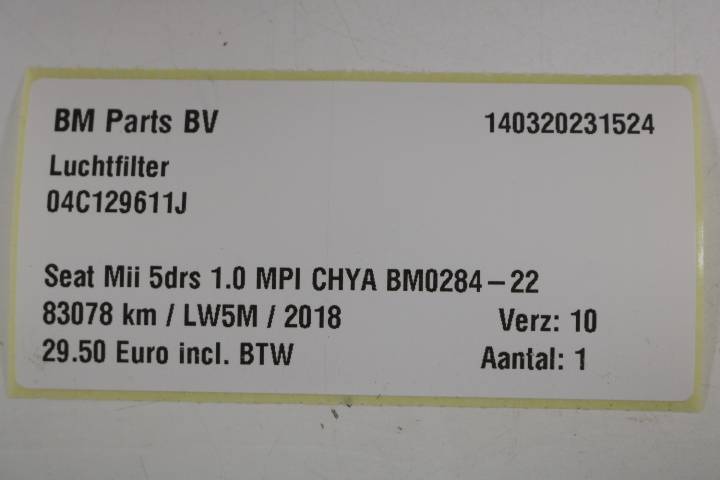 BM Parts BV 140320231524
Luchtfilter
04C129611J
Seat Mii 5drs 1.0 MPI CHYA BM0284-22
83078 km / LW5M / 2018 Verz: 10
29.50 Euro incl. BTW Aantal: 1